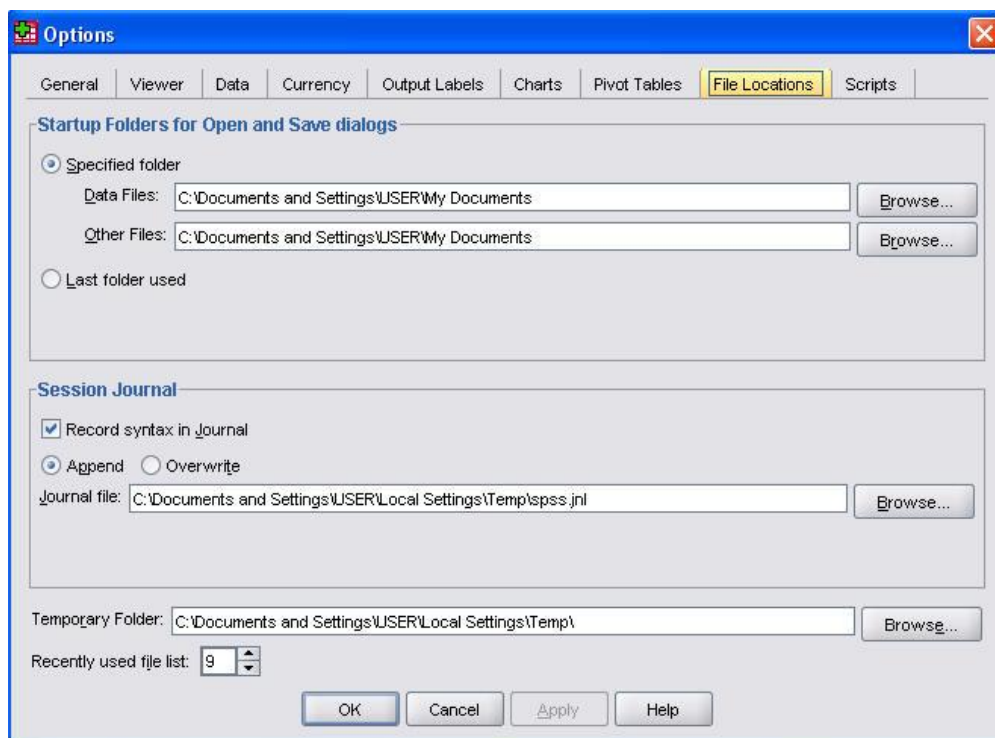 Options
General Viewer Data Currency Output Labels Charts Pivot Tables File Locations Scripts
Startup Folders for Open and Save dialogs
Specified folder
Data Files: C:\Documents and Settings\USER\My Documents Browse...
Other Files: C:\Documents and Settings\USER\My Documents Browse...
Last folder used
Session Journal
Record syntax in Journal
Append Overwrite
Journal file: C:\Documents and Settings\USER\Local Settings\Temp\spss.jnl Browse...
Temporary Folder: C:\Documents and Settings\USER\Local Settings\Temp\ Browse...
Recently used file list: 9
OK Cancel Apply Help